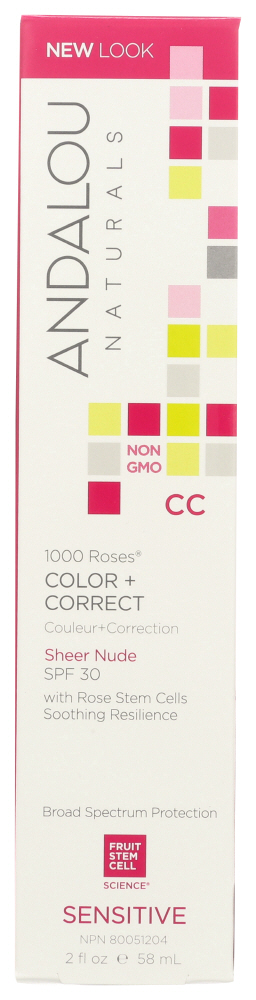 NEW LOOK
ANDALOU
NATURALS
NON
GMO
CC
1000 Roses®
COLOR +
CORRECT
Couleur+Correction
Sheer Nude
SPF 30
with Rose Stem Cells
Soothing Resilience
Broad Spectrum Protection
FRUIT
STEM
CELL
SCIENCE®
SENSITIVE
NPN 80051204
2 fl oz e 58 mL